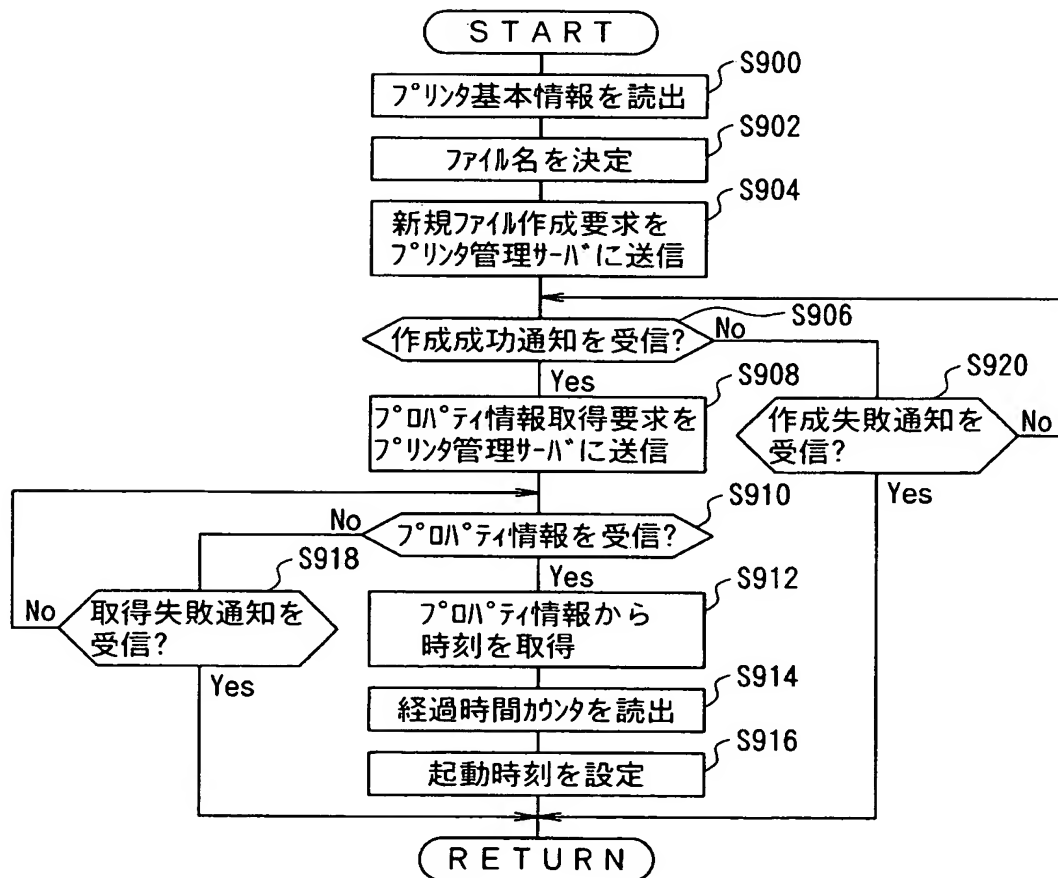 START
S900
プリンタ基本情報を読出
S902
ファイル名を決定
S904
新規ファイル作成要求を
プリンタ管理サーバに送信
S906
作成成功通知を受信?
No
Yes
S908
プロパティ情報取得要求を
プリンタ管理サーバに送信
S920
作成失敗通知を
受信?
No
Yes
S910
プロパティ情報を受信?
No
Yes
S918
取得失敗通知を
受信?
No
Yes
S912
プロパティ情報から
時刻を取得
S914
経過時間カウンタを読出
S916
起動時刻を設定
RETURN